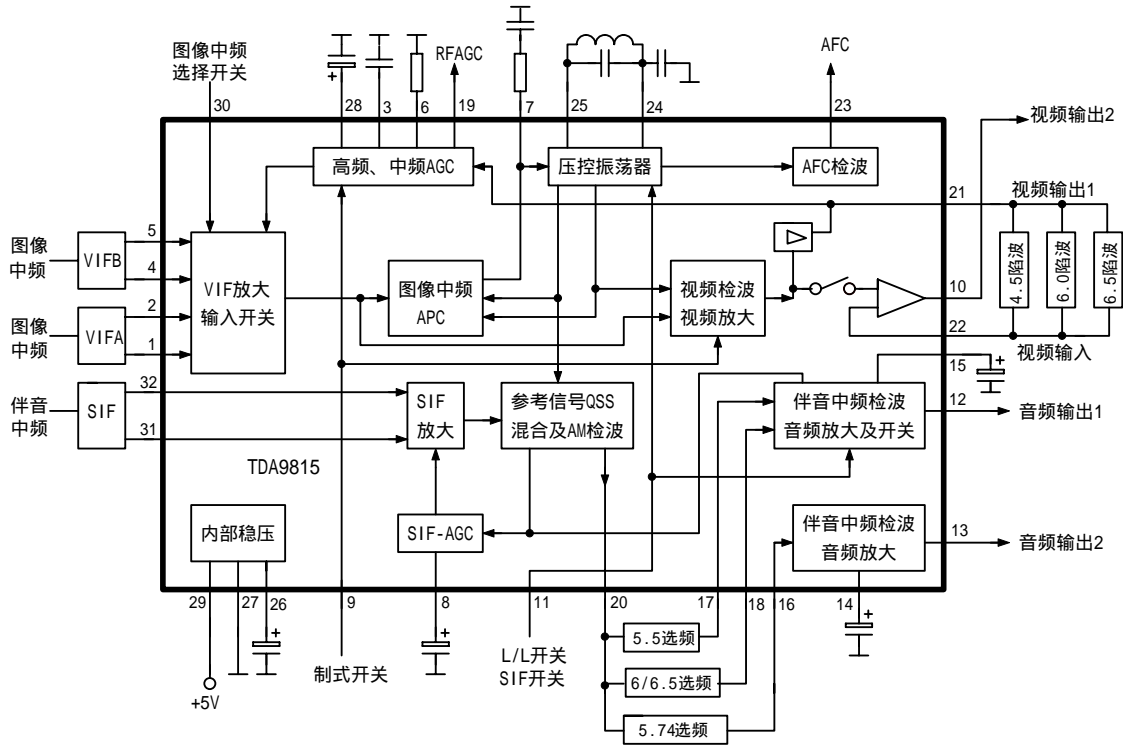 图像中频
选择开关
RFAGC
AFC
30
28
3
6
19
7
25
24
23
视频输出2
高频、中频AGC
压控振荡器
AFC检波
21
视频输出1
图像
中频
VIFB
5
4
VIF放大
输入开关
图像中频
APC
视频检波
视频放大
4.5陷波
6.0陷波
6.5陷波
10
图像
中频
VIFA
2
1
22
视频输入
15
伴音
中频
SIF
32
31
SIF
放大
参考信号QSS
混合及AM检波
伴音中频检波
音频放大及开关
12
音频输出1
TDA9815
内部稳压
SIF-AGC
伴音中频检波
音频放大
13
音频输出2
29
27
26
9
8
11
20
17
18
16
14
+5V
制式开关
L/L开关
SIF开关
5.5选频
6/6.5选频
5.74选频
+
+
+
+
+